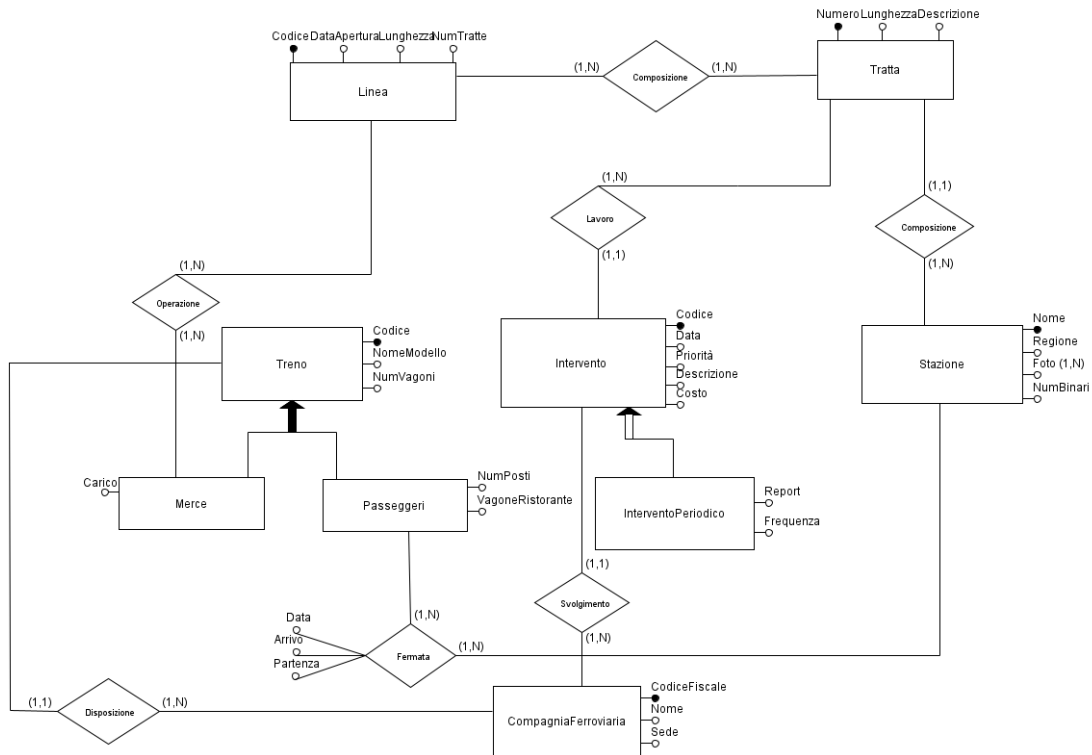 Numero Lunghezza Descrizione
Codice DataApertura Lunghezza NumTratte
Linea
(1,N)
Composizione
(1,N)
Tratta
(1,N)
Lavoro
(1,1)
(1,1)
Composizione
(1,N)
(1,N)
Operazione
(1,N)
Treno
Codice
NomeModello
NumVagoni
Intervento
Codice
Data
Priorità
Descrizione
Costo
Stazione
Nome
Regione
Foto (1,N)
NumBinari
Carico
Merce
Passeggeri
NumPosti
VagoneRistorante
InterventoPeriodico
Report
Frequenza
(1,1)
Svolgimento
(1,N)
Data
Arrivo
Partenza
(1,N)
Fermata
(1,N)
(1,1)
Disposizione
(1,N)
CompagniaFerroviaria
CodiceFiscale
Nome
Sede